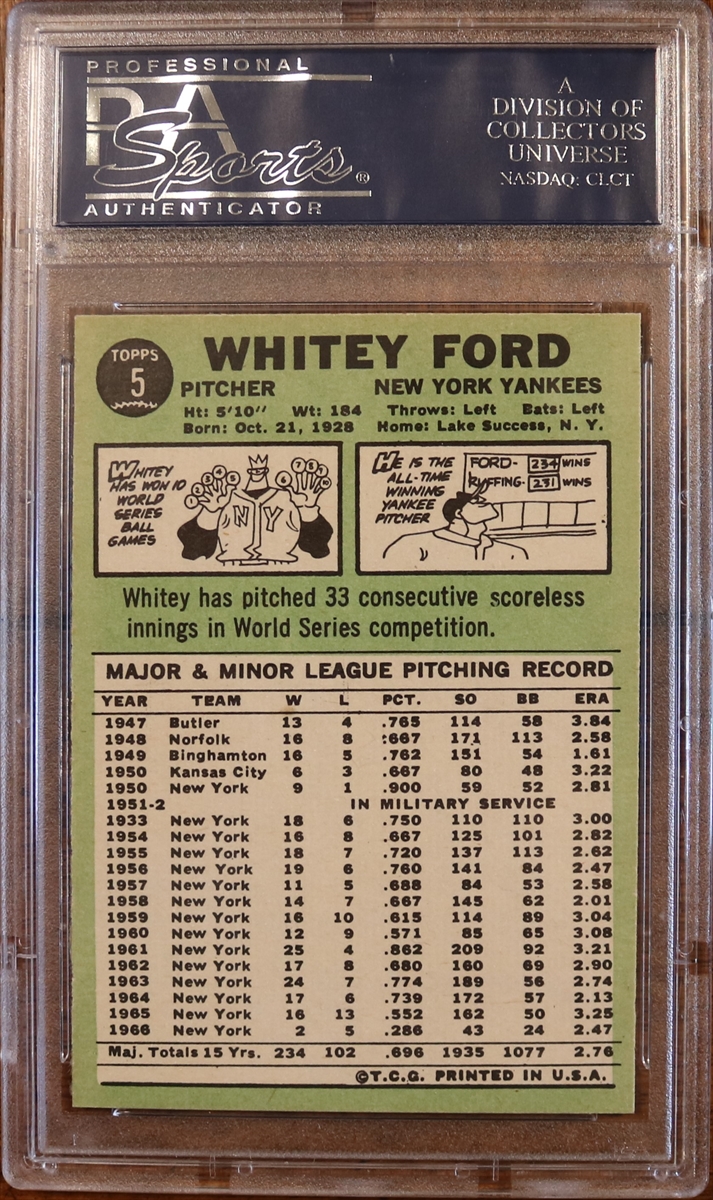 PROFESSIONAL
PSA
Sports®
AUTHENTICATOR
A
DIVISION OF
COLLECTORS
UNIVERSE
NASDAQ: CLCT
TOPPS
5
WHITEY FORD
PITCHER NEW YORK YANKEES
Ht: 5'10" Wt: 184 Throws: Left Bats: Left
Born: Oct. 21, 1928 Home: Lake Success, N. Y.
WHITEY
HAS WON 10
WORLD
SERIES
BALL
GAMES
1 2 3 4 5 6 7 8 9 10
N Y
HE IS THE
ALL-TIME
WINNING
YANKEE
PITCHER
FORD- 234 WINS
RUFFING- 231 WINS
Whitey has pitched 33 consecutive scoreless
innings in World Series competition.
MAJOR & MINOR LEAGUE PITCHING RECORD
YEAR TEAM W L PCT. SO BB ERA
1947 Butler 13 4 .765 114 58 3.84
1948 Norfolk 16 8 .667 171 113 2.58
1949 Binghamton 16 5 .762 151 54 1.61
1950 Kansas City 6 3 .667 80 48 3.22
1950 New York 9 1 .900 59 52 2.81
1951-2 IN MILITARY SERVICE
1933 New York 18 6 .750 110 110 3.00
1954 New York 16 8 .667 125 101 2.82
1955 New York 18 7 .720 137 113 2.62
1956 New York 19 6 .760 141 84 2.47
1957 New York 11 5 .688 84 53 2.58
1958 New York 14 7 .667 145 62 2.01
1959 New York 16 10 .615 114 89 3.04
1960 New York 12 9 .571 85 65 3.08
1961 New York 25 4 .862 209 92 3.21
1962 New York 17 8 .680 160 69 2.90
1963 New York 24 7 .774 189 56 2.74
1964 New York 17 6 .739 172 57 2.13
1965 New York 16 13 .552 162 50 3.25
1966 New York 2 5 .286 43 24 2.47
Maj. Totals 15 Yrs. 234 102 .696 1935 1077 2.76
©T.C.G. PRINTED IN U.S.A.